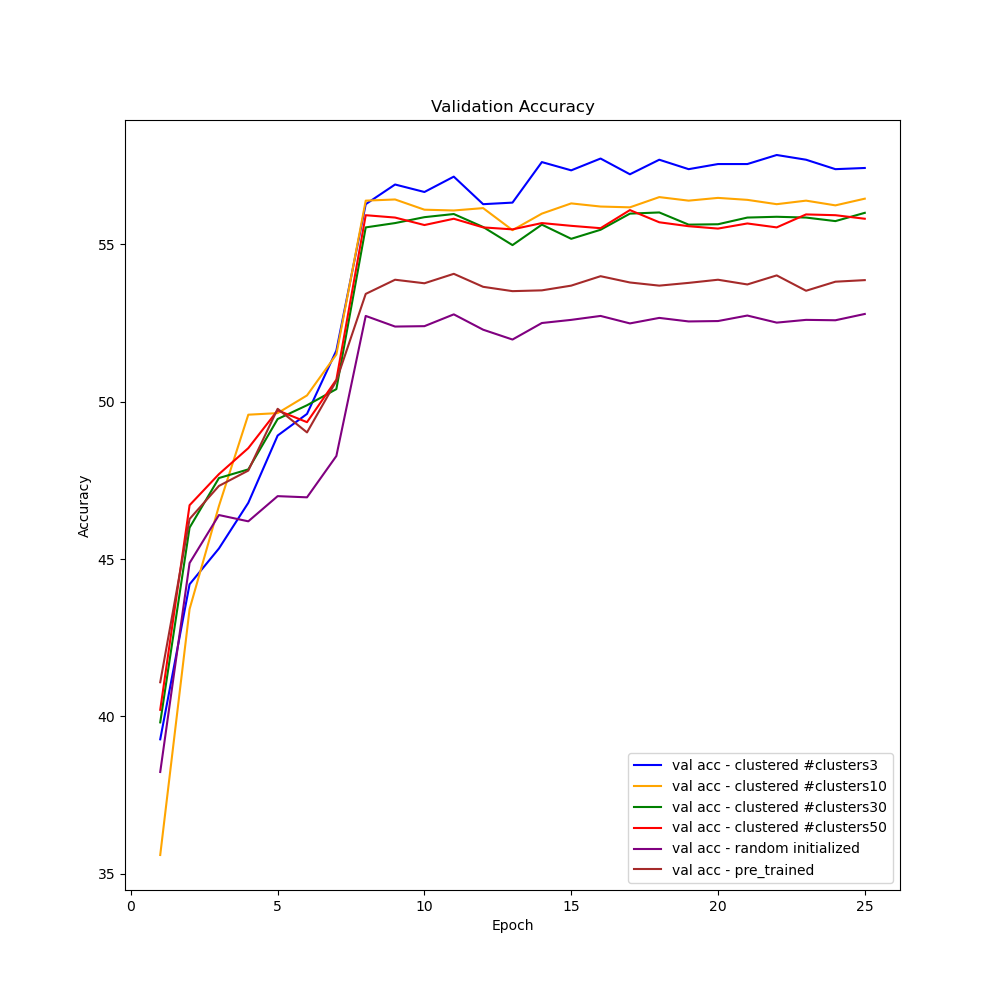 Validation Accuracy
Accuracy
55
50
45
40
35
0
5
10
15
20
25
Epoch
val acc - clustered #clusters3
val acc - clustered #clusters10
val acc - clustered #clusters30
val acc - clustered #clusters50
val acc - random initialized
val acc - pre_trained